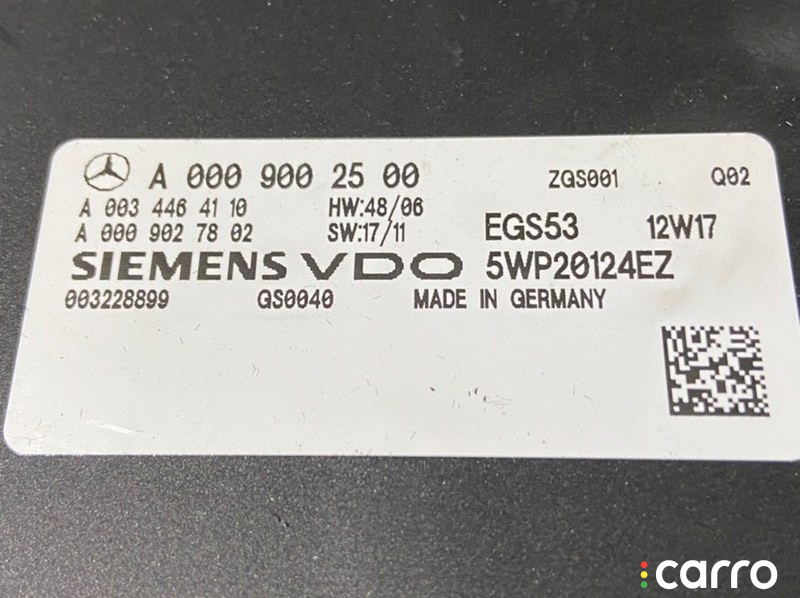 A 000 900 25 00 ZGS001 Q02
A 003 446 41 10 HW:48/06
A 000 902 78 02 SW:17/11 EGS53 12W17
SIEMENS VDO 5WP20124EZ
003228899 GS0040 MADE IN GERMANY
carro